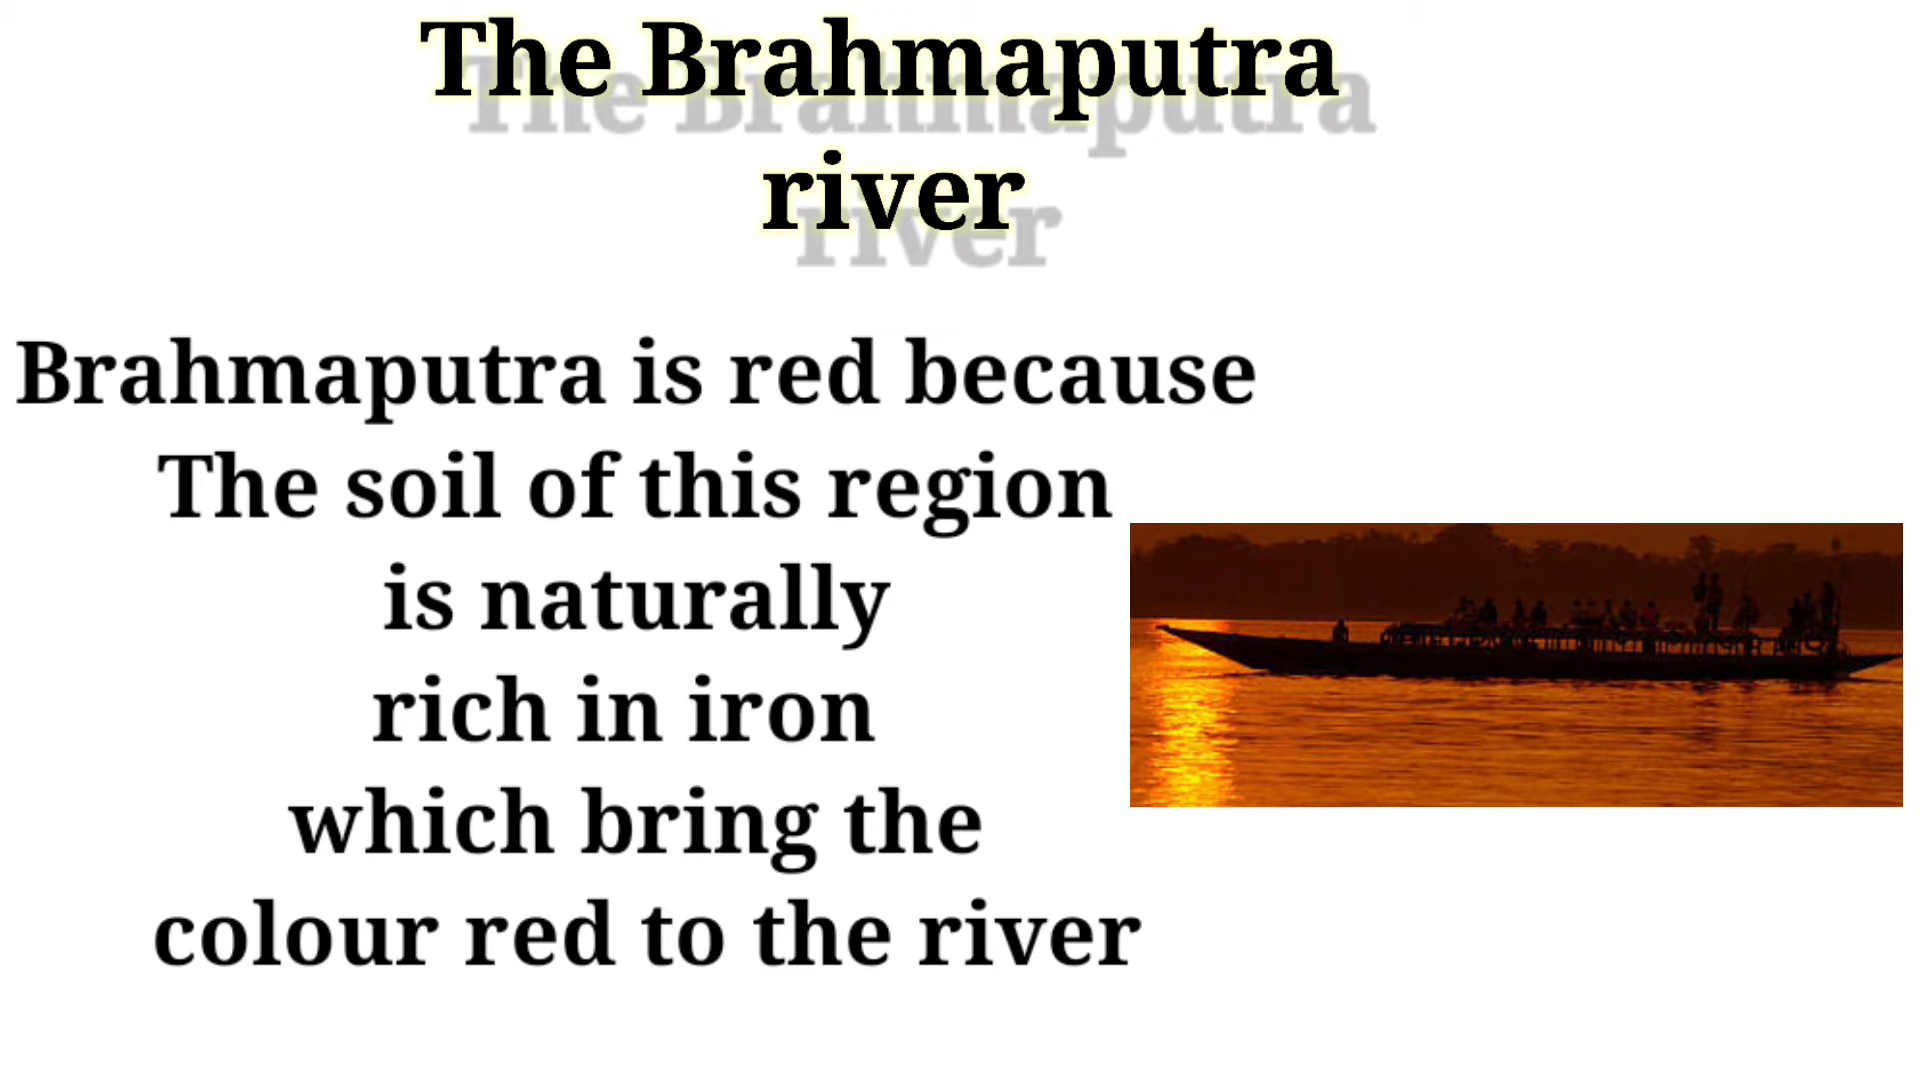 The Brahmaputra
river
Brahmaputra is red because
The soil of this region
is naturally
rich in iron
which bring the
colour red to the river